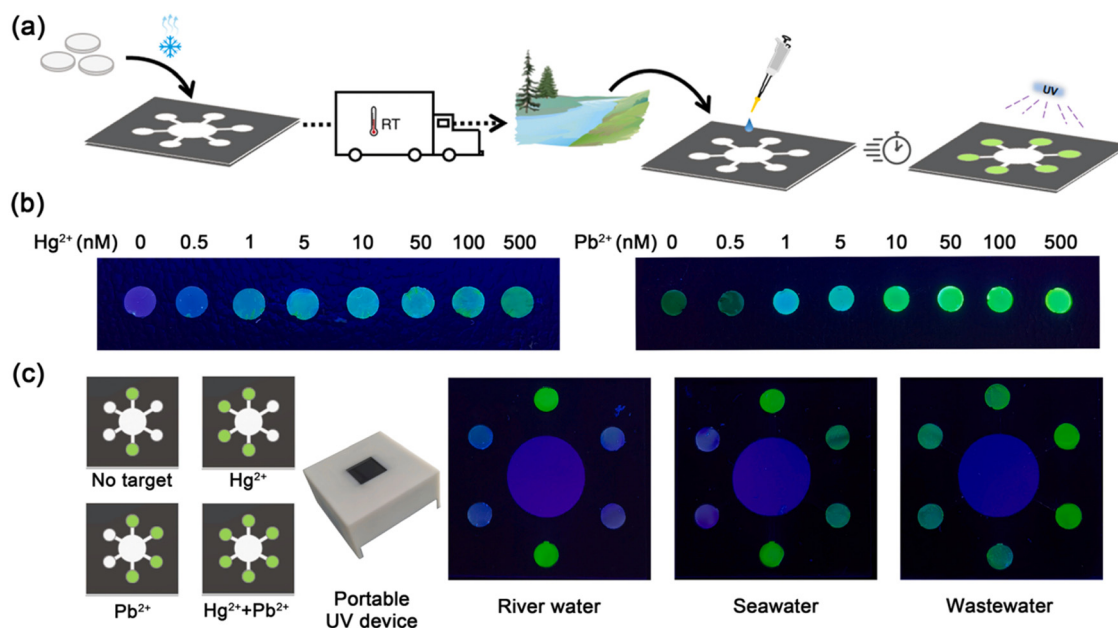 (a)
RT
UV
(b)
Hg²⁺ (nM) 0 0.5 1 5 10 50 100 500
Pb²⁺ (nM) 0 0.5 1 5 10 50 100 500
(c)
No target
Hg²⁺
Pb²⁺
Hg²⁺+Pb²⁺
Portable
UV device
River water
Seawater
Wastewater